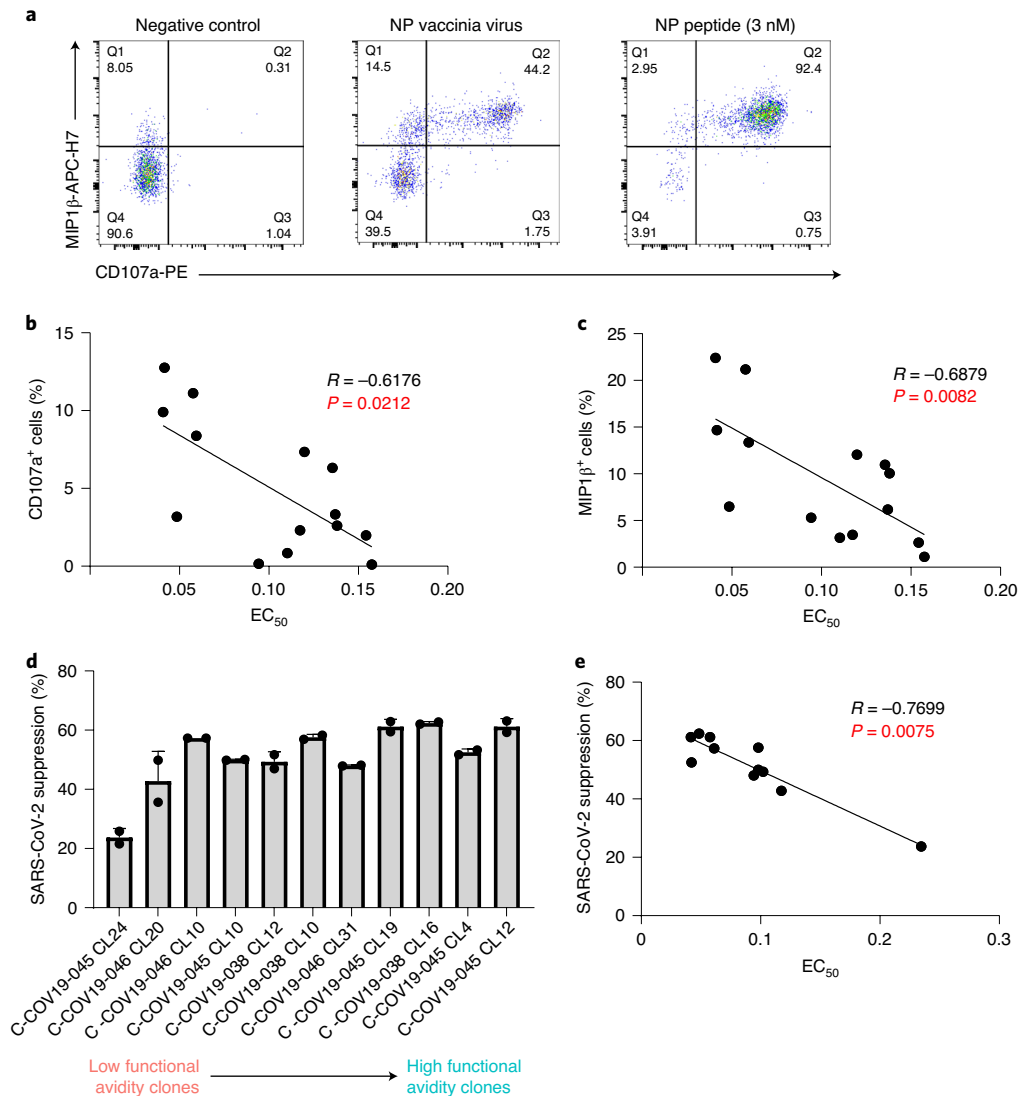 a
Negative control
NP vaccinia virus
NP peptide (3 nM)
MIP1β-APC-H7
Q1
8.05
Q2
0.31
Q4
90.6
Q3
1.04
Q1
14.5
Q2
44.2
Q4
39.5
Q3
1.75
Q1
2.95
Q2
92.4
Q4
3.91
Q3
0.75
CD107a-PE
b
CD107a+ cells (%)
15
10
5
0
R = –0.6176
P = 0.0212
0.05
0.10
0.15
0.20
EC50
c
MIP1β+ cells (%)
25
20
15
10
5
0
R = –0.6879
P = 0.0082
0.05
0.10
0.15
0.20
EC50
d
SARS-CoV-2 suppression (%)
80
60
40
20
0
C-COV19-045 CL24
C-COV19-046 CL20
C -COV19-046 CL10
C-COV19-045 CL10
C-COV19-038 CL12
C-COV19-038 CL10
C-COV19-046 CL31
C -COV19-045 CL19
C -COV19-038 CL16
C-COV19-045 CL4
C-COV19-045 CL12
Low functional
avidity clones
High functional
avidity clones
e
SARS-CoV-2 suppression (%)
80
60
40
20
0
R = –0.7699
P = 0.0075
0
0.1
0.2
0.3
EC50